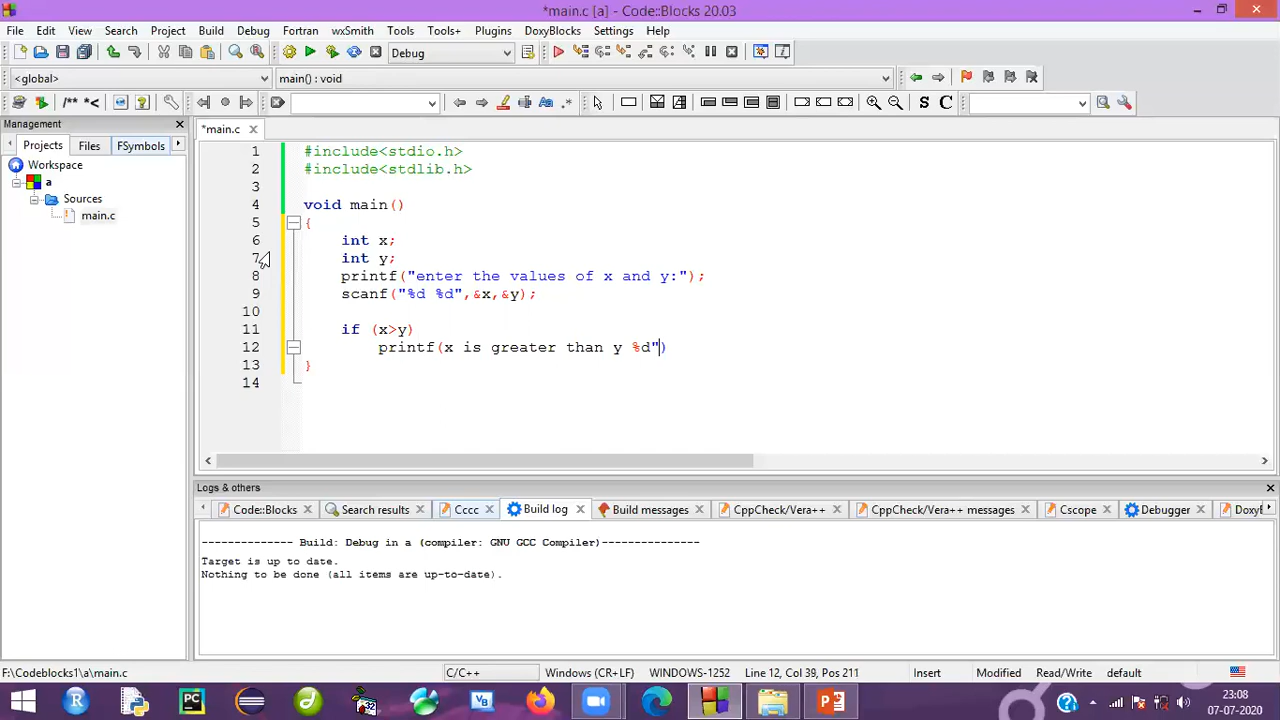 *main.c [a] - Code::Blocks 20.03
File Edit View Search Project Build Debug Fortran wxSmith Tools Tools+ Plugins DoxyBlocks Settings Help
Debug
<global> main() : void
/** *<
S C
Management
*main.c
Projects Files FSymbols
Workspace
a
Sources
main.c
1 #include<stdio.h>
2 #include<stdlib.h>
3
4 void main()
5 {
6 int x;
7 int y;
8 printf("enter the values of x and y:");
9 scanf("%d %d",&x,&y);
10
11 if (x>y)
12 printf(x is greater than y %d")
13 }
14
Logs & others
Code::Blocks Search results Cccc Build log Build messages CppCheck/Vera++ CppCheck/Vera++ messages Cscope Debugger DoxyB
-------------- Build: Debug in a (compiler: GNU GCC Compiler)---------------
Target is up to date.
Nothing to be done (all items are up-to-date).
F:\Codeblocks1\a\main.c C/C++ Windows (CR+LF) WINDOWS-1252 Line 12, Col 39, Pos 211 Insert Modified Read/Write default
23:08
07-07-2020